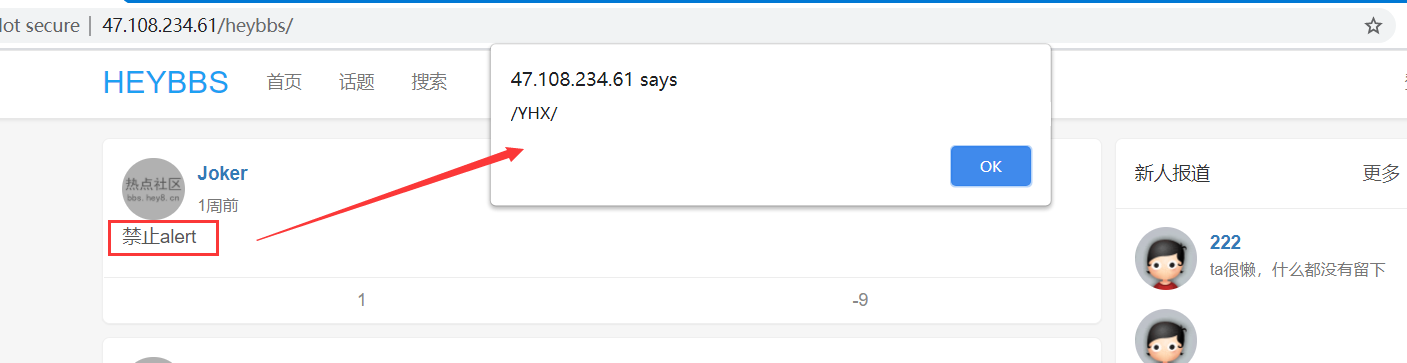 Not secure | 47.108.234.61/heybbs/
HEYBBS 首页 话题 搜索
47.108.234.61 says
/YHX/
OK
热点社区
bbs.hey8.cn
Joker
1周前
禁止alert
1 -9
新人报道 更多
222
ta很懒，什么都没有留下